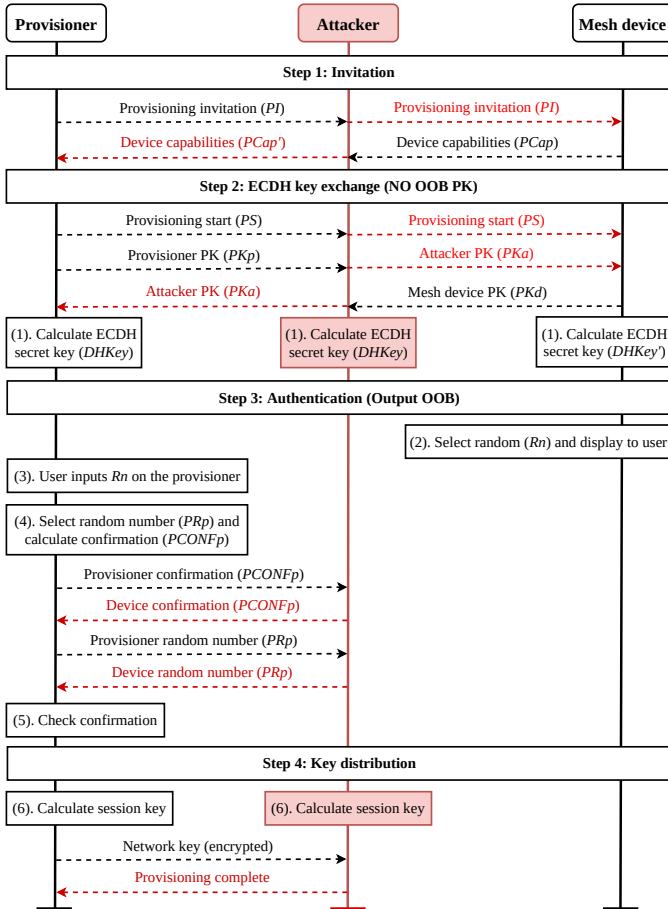 Provisioner
Attacker
Mesh device
Step 1: Invitation
Provisioning invitation (PI)
Provisioning invitation (PI)
Device capabilities (PCap')
Device capabilities (PCap)
Step 2: ECDH key exchange (NO OOB PK)
Provisioning start (PS)
Provisioning start (PS)
Provisioner PK (PKp)
Attacker PK (PKa)
Attacker PK (PKa)
Mesh device PK (PKd)
(1). Calculate ECDH
secret key (DHKey)
(1). Calculate ECDH
secret key (DHKey)
(1). Calculate ECDH
secret key (DHKey')
Step 3: Authentication (Output OOB)
(2). Select random (Rn) and display to user
(3). User inputs Rn on the provisioner
(4). Select random number (PRp) and
calculate confirmation (PCONFp)
Provisioner confirmation (PCONFp)
Device confirmation (PCONFp)
Provisioner random number (PRp)
Device random number (PRp)
(5). Check confirmation
Step 4: Key distribution
(6). Calculate session key
(6). Calculate session key
Network key (encrypted)
Provisioning complete